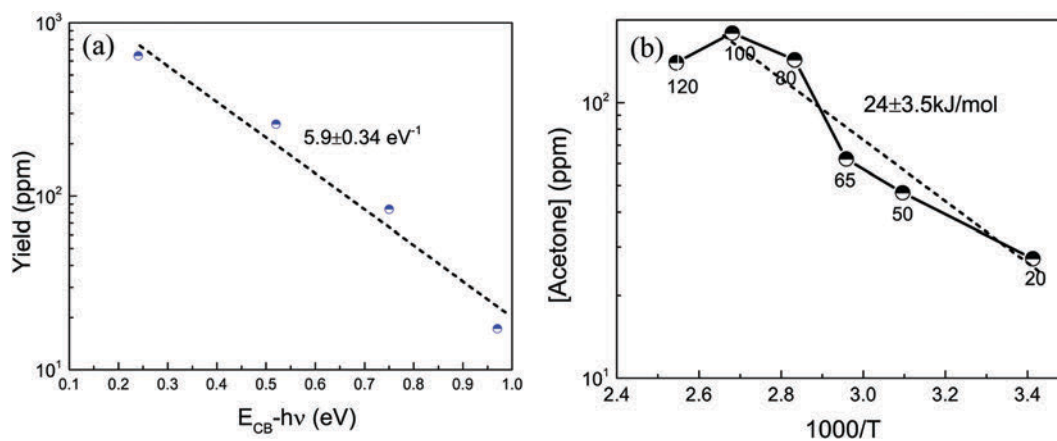 (a)
10³
10²
10¹
Yield (ppm)
5.9±0.34 eV⁻¹
0.1 0.2 0.3 0.4 0.5 0.6 0.7 0.8 0.9 1.0
E_CB-hν (eV)
(b)
10²
10¹
[Acetone] (ppm)
24±3.5kJ/mol
120
100
80
65
50
20
2.4 2.6 2.8 3.0 3.2 3.4
1000/T